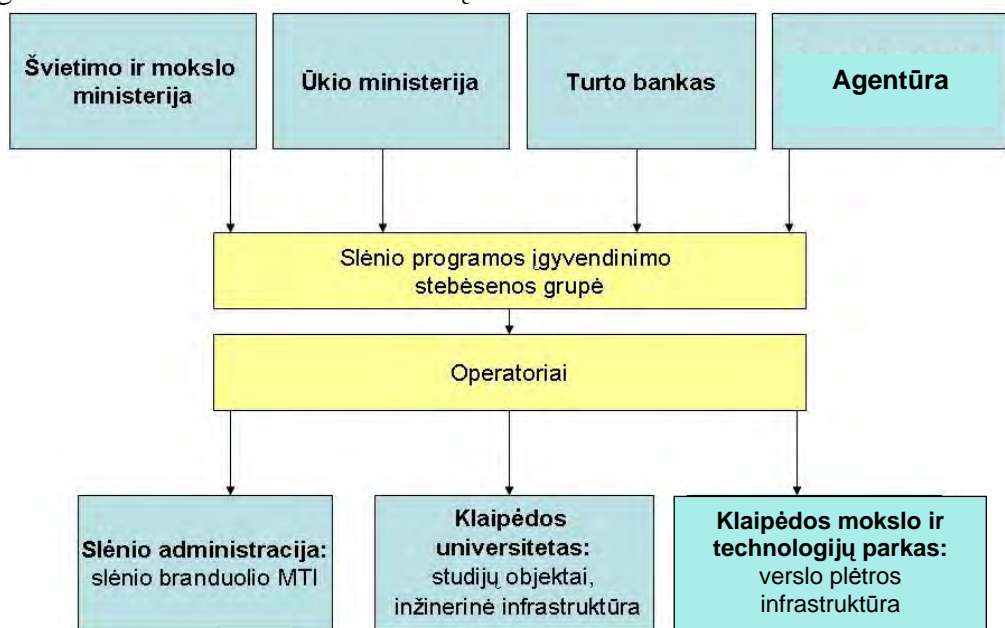 Švietimo ir mokslo
ministerija
Ūkio ministerija
Turto bankas
Agentūra
Slėnio programos įgyvendinimo
stebėsenos grupė
Operatoriai
Slėnio administracija:
slėnio branduolio MTI
Klaipėdos
universitetas:
studijų objektai,
inžinerinė infrastruktūra
Klaipėdos mokslo ir
technologijų parkas:
verslo plėtros
infrastruktūra